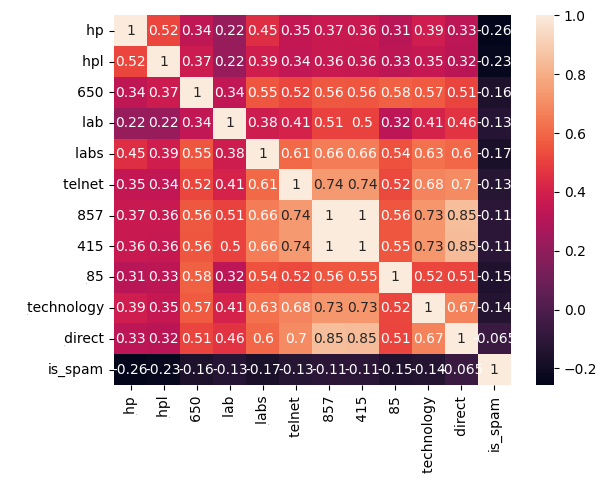 hp 1 0.52 0.34 0.22 0.45 0.35 0.37 0.36 0.31 0.39 0.33 -0.26
hpl 0.52 1 0.37 0.22 0.39 0.34 0.36 0.36 0.33 0.35 0.32 -0.23
650 0.34 0.37 1 0.34 0.55 0.52 0.56 0.56 0.58 0.57 0.51 -0.16
lab 0.22 0.22 0.34 1 0.38 0.41 0.51 0.5 0.32 0.41 0.46 -0.13
labs 0.45 0.39 0.55 0.38 1 0.61 0.66 0.66 0.54 0.63 0.6 -0.17
telnet 0.35 0.34 0.52 0.41 0.61 1 0.74 0.74 0.52 0.68 0.7 -0.13
857 0.37 0.36 0.56 0.51 0.66 0.74 1 1 0.56 0.73 0.85 -0.11
415 0.36 0.36 0.56 0.5 0.66 0.74 1 1 0.55 0.73 0.85 -0.11
85 0.31 0.33 0.58 0.32 0.54 0.52 0.56 0.55 1 0.52 0.51 -0.15
technology 0.39 0.35 0.57 0.41 0.63 0.68 0.73 0.73 0.52 1 0.67 -0.14
direct 0.33 0.32 0.51 0.46 0.6 0.7 0.85 0.85 0.51 0.67 1 -0.065
is_spam -0.26 -0.23 -0.16 -0.13 -0.17 -0.13 -0.11 -0.11 -0.15 -0.14 -0.065 1
hp hpl 650 lab labs telnet 857 415 85 technology direct is_spam
1.0
0.8
0.6
0.4
0.2
0.0
−0.2